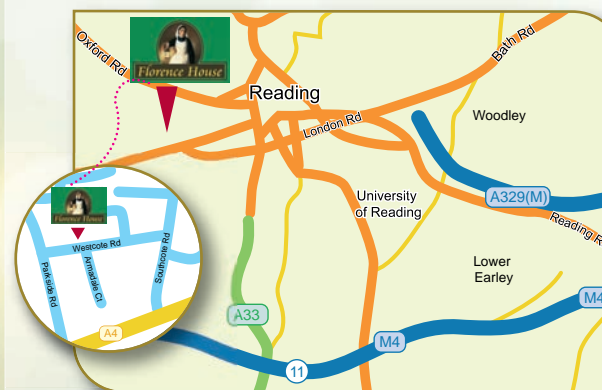 Oxford Rd
Florence House
Reading
Bath Rd
London Rd
Woodley
A329(M)
University
of Reading
Reading R
Lower
Earley
M4
A33
M4
11
Florence House
Westcote Rd
Parkside Rd
Armadale Ct
Southcote Rd
A4